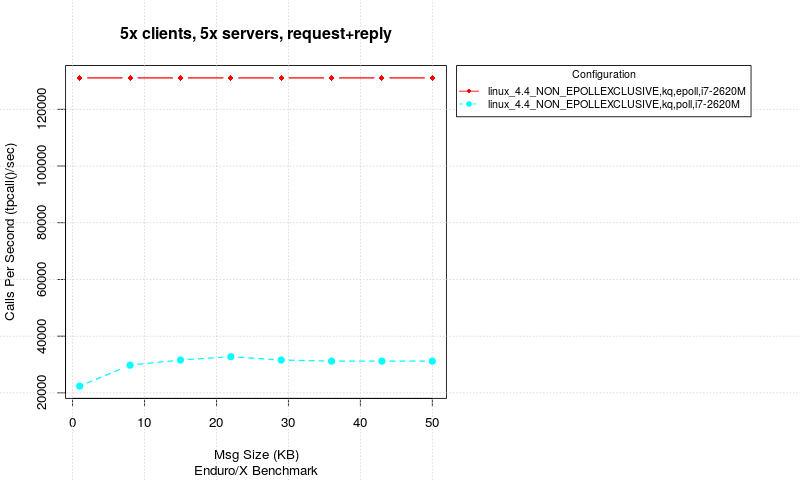 5x clients, 5x servers, request+reply
Configuration
linux_4.4_NON_EPOLLEXCLUSIVE,kq,epoll,i7-2620M
linux_4.4_NON_EPOLLEXCLUSIVE,kq,poll,i7-2620M
Calls Per Second (tpcall()/sec)
120000
100000
80000
60000
40000
20000
0 10 20 30 40 50
Msg Size (KB)
Enduro/X Benchmark